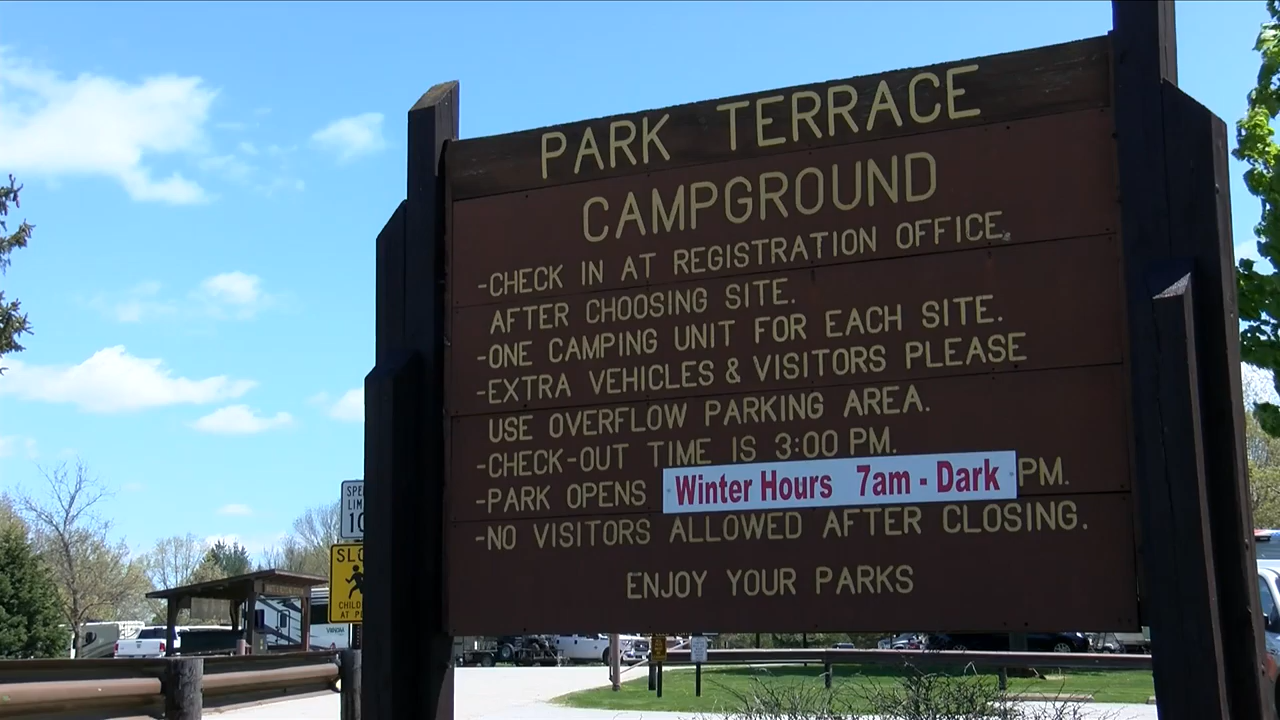 PARK TERRACE
CAMPGROUND
-CHECK IN AT REGISTRATION OFFICE.
AFTER CHOOSING SITE.
-ONE CAMPING UNIT FOR EACH SITE.
-EXTRA VEHICLES & VISITORS PLEASE
USE OVERFLOW PARKING AREA.
-CHECK-OUT TIME IS 3:00 PM.
-PARK OPENS Winter Hours 7am - Dark PM.
-NO VISITORS ALLOWED AFTER CLOSING.
ENJOY YOUR PARKS